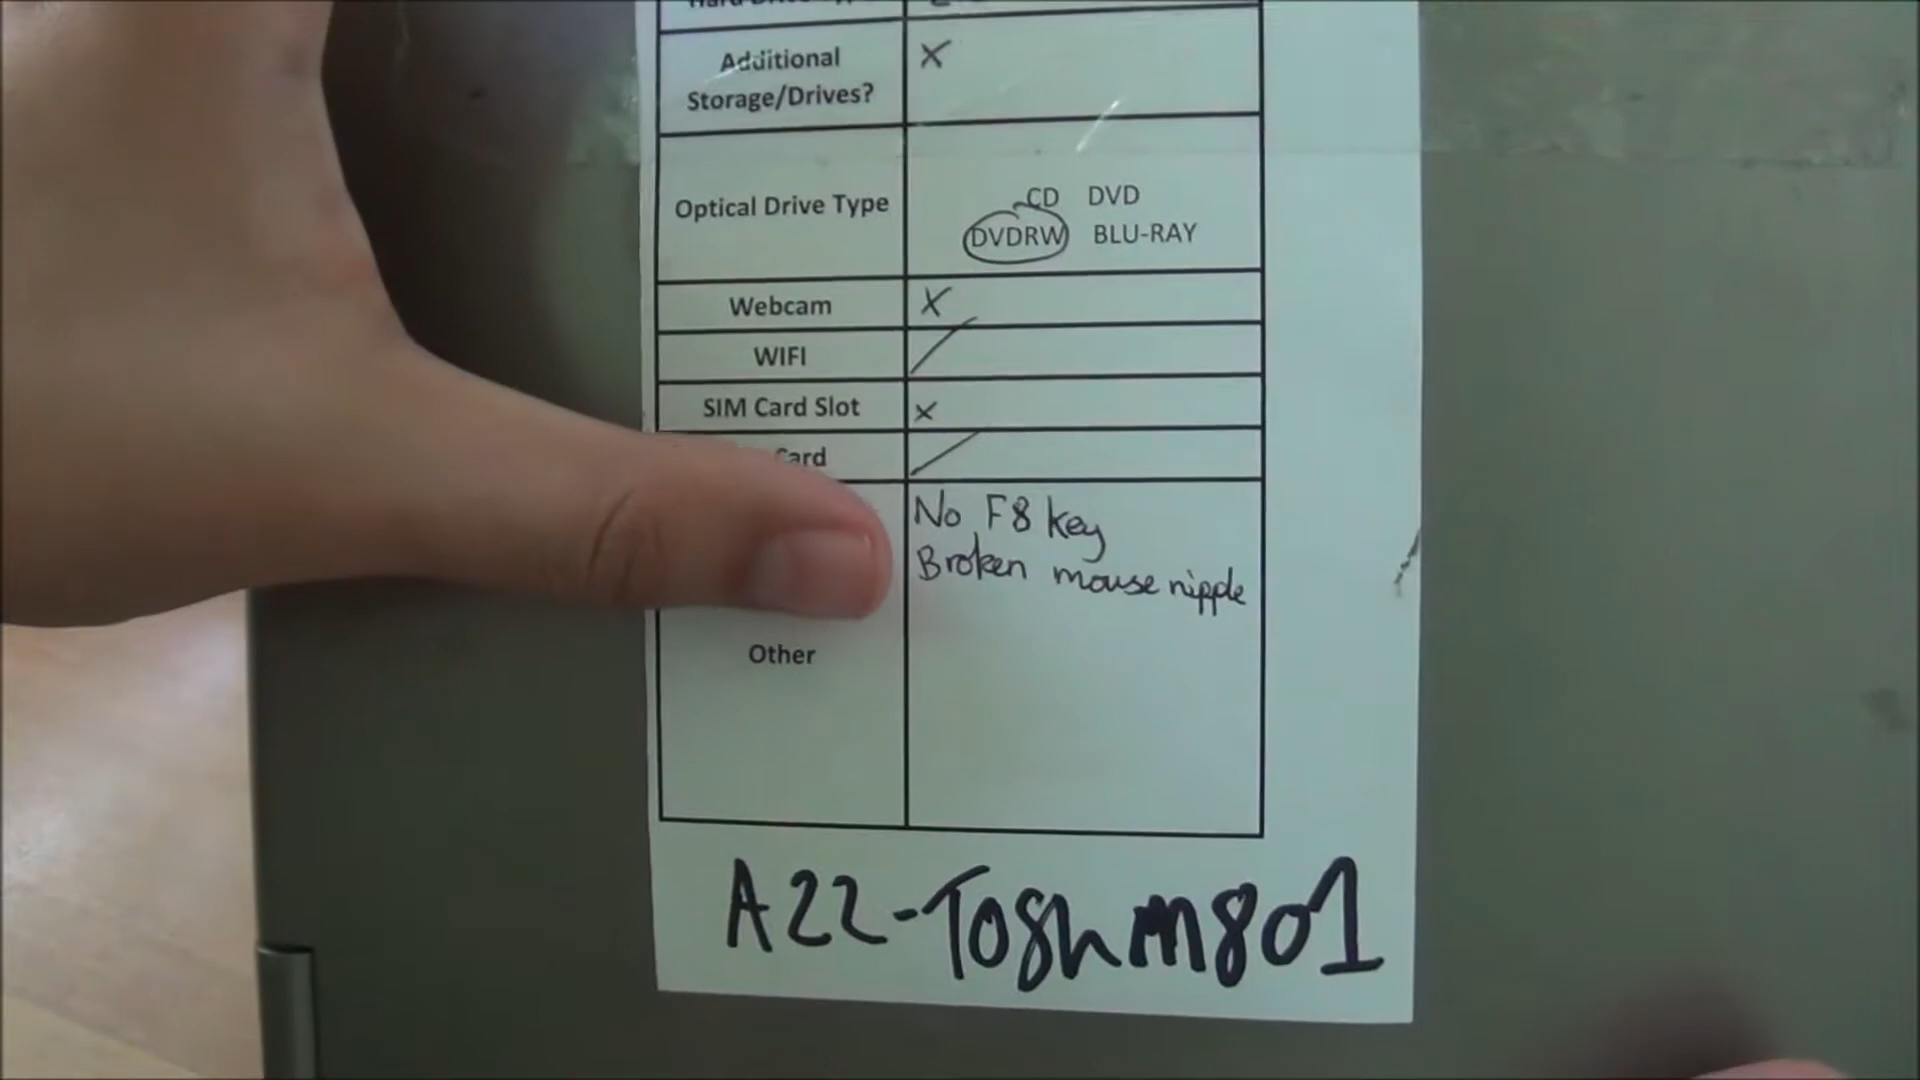 Additional
Storage/Drives?
X
Optical Drive Type
CD DVD
DVDRW BLU-RAY
Webcam
X
WIFI
SIM Card Slot
x
Card
No F8 key
Broken mouse nipple
Other
A22-Toshm801